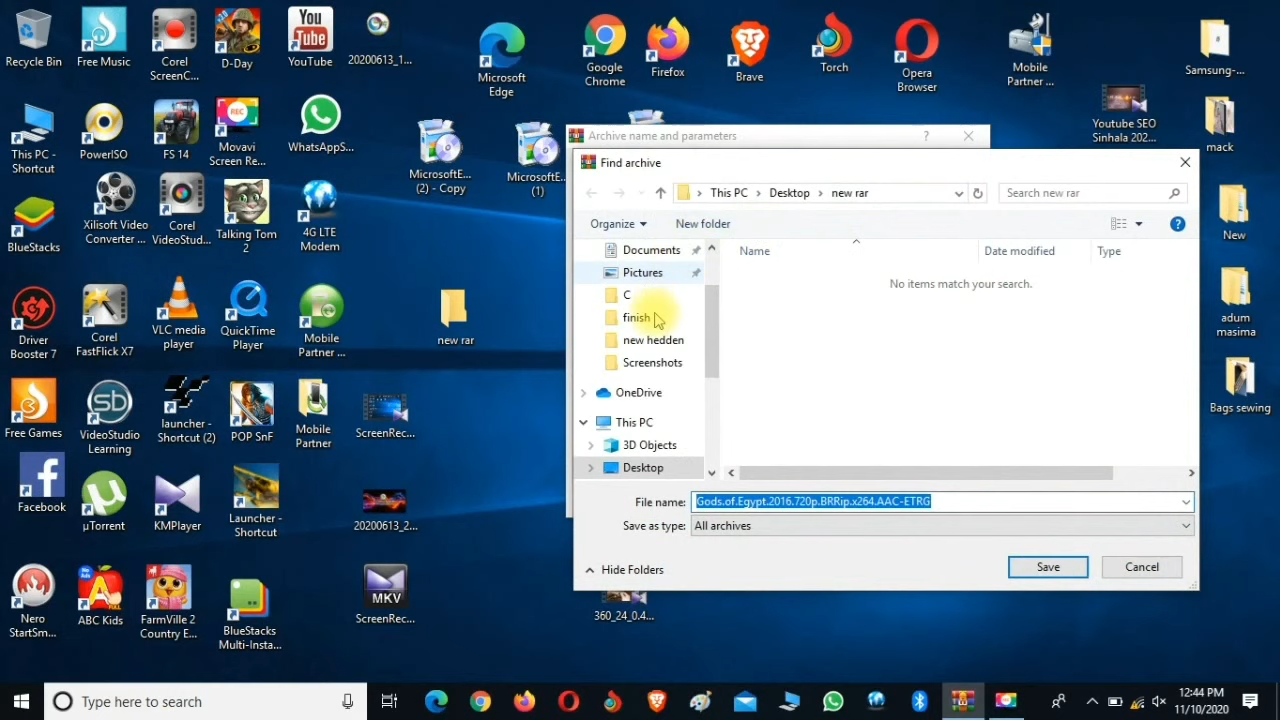 Recycle Bin
Free Music
Corel
ScreenC...
D-Day
You
Tube
YouTube
20200613_1...
Microsoft
Edge
Google
Chrome
Firefox
Brave
Torch
Opera
Browser
Mobile
Partner ...
Samsung-...
This PC -
Shortcut
PowerISO
FS 14
REC
Movavi
Screen Re...
WhatsAppS...
MicrosoftE...
(2) - Copy
MicrosoftE...
(1)
Youtube SEO
Sinhala 202...
mack
BlueStacks
Xilisoft Video
Converter ...
Corel
VideoStud...
Talking Tom
2
4G LTE
Modem
New
Driver
Booster 7
Corel
FastFlick X7
VLC media
player
QuickTime
Player
Mobile
Partner ...
new rar
adum
masima
Free Games
VideoStudio
Learning
launcher -
Shortcut (2)
POP SnF
Mobile
Partner
ScreenRec...
Bags sewing
Facebook
µTorrent
KMPlayer
Launcher -
Shortcut
20200613_2...
Nero
StartSm...
ABC Kids
FarmVille 2
Country E...
BlueStacks
Multi-Insta...
MKV
ScreenRec...
360_24_0.4...
Archive name and parameters
?
Find archive
This PC > Desktop > new rar
Search new rar
Organize
New folder
Documents
Pictures
C
finish
new hedden
Screenshots
OneDrive
This PC
3D Objects
Desktop
Name
Date modified
Type
No items match your search.
File name:
Gods.of.Egypt.2016.720p.BRRip.x264.AAC-ETRG
Save as type:
All archives
Hide Folders
Save
Cancel
Type here to search
12:44 PM
11/10/2020